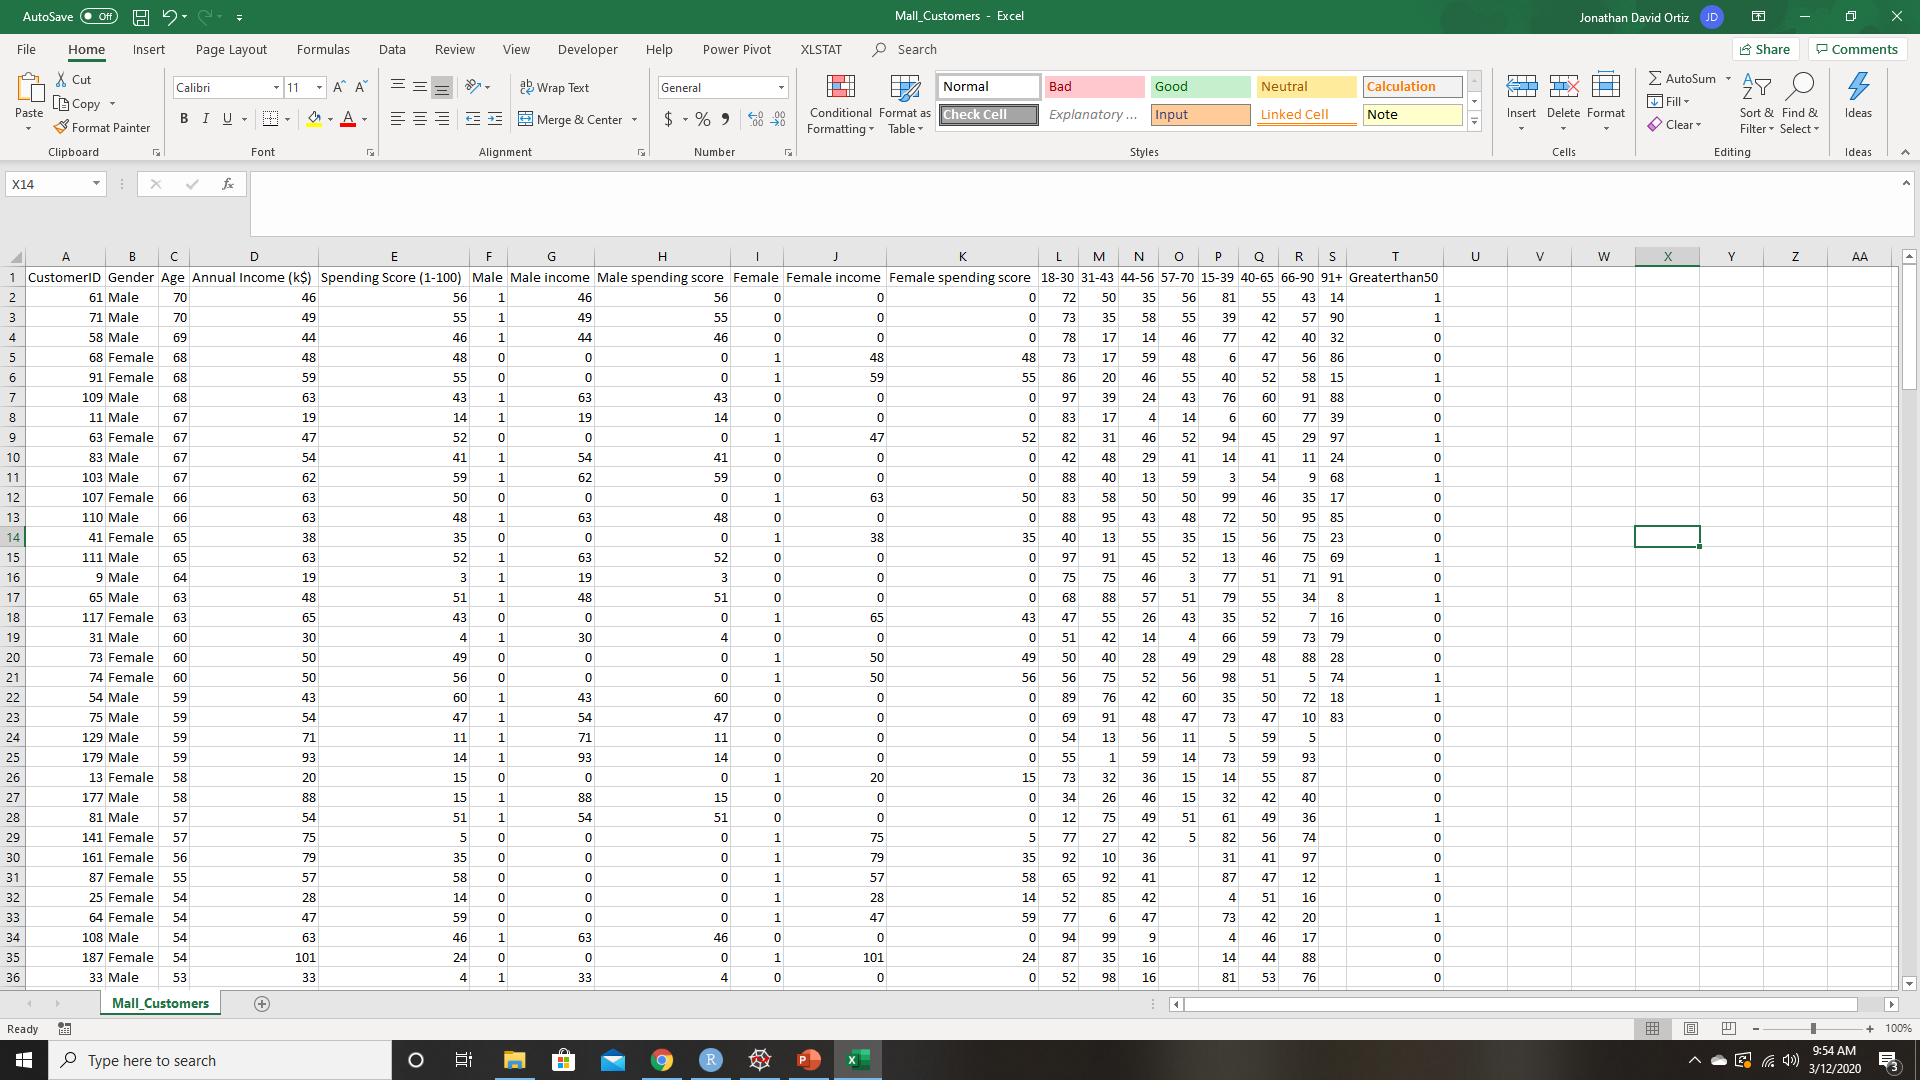 AutoSave Off Mall_Customers - Excel Jonathan David Ortiz JD
File Home Insert Page Layout Formulas Data Review View Developer Help Power Pivot XLSTAT Search Share Comments
Paste Cut Copy Format Painter Clipboard
Calibri 11 B I U A Font
Wrap Text Merge & Center Alignment
General $ % Number
Conditional Formatting Format as Table
Normal Bad Good Neutral Calculation
Check Cell Explanatory ... Input Linked Cell Note
Styles
Insert Delete Format Cells
AutoSum Fill Clear Sort & Filter Find & Select Editing
Ideas Ideas
X14 fx
A B C D E F G H I J K L M N O P Q R S T U V W X Y Z AA
1 CustomerID Gender Age Annual Income (k$) Spending Score (1-100) Male Male income Male spending score Female Female income Female spending score 18-30 31-43 44-56 57-70 15-39 40-65 66-90 91+ Greaterthan50
2 61 Male 70 46 56 1 46 56 0 0 0 72 50 35 56 81 55 43 14 1
3 71 Male 70 49 55 1 49 55 0 0 0 73 35 58 55 39 42 57 90 1
4 58 Male 69 44 46 1 44 46 0 0 0 78 17 14 46 77 42 40 32 0
5 68 Female 68 48 48 0 0 0 1 48 48 73 17 59 48 6 47 56 86 0
6 91 Female 68 59 55 0 0 0 1 59 55 86 20 46 55 40 52 58 15 1
7 109 Male 68 63 43 1 63 43 0 0 0 97 39 24 43 76 60 91 88 0
8 11 Male 67 19 14 1 19 14 0 0 0 83 17 4 14 6 60 77 39 0
9 63 Female 67 47 52 0 0 0 1 47 52 82 31 46 52 94 45 29 97 1
10 83 Male 67 54 41 1 54 41 0 0 0 42 48 29 41 14 41 11 24 0
11 103 Male 67 62 59 1 62 59 0 0 0 88 40 13 59 3 54 9 68 1
12 107 Female 66 63 50 0 0 0 1 63 50 83 58 50 50 99 46 35 17 0
13 110 Male 66 63 48 1 63 48 0 0 0 88 95 43 48 72 50 95 85 0
14 41 Female 65 38 35 0 0 0 1 38 35 40 13 55 35 15 56 75 23 0
15 111 Male 65 63 52 1 63 52 0 0 0 97 91 45 52 13 46 75 69 1
16 9 Male 64 19 3 1 19 3 0 0 0 75 75 46 3 77 51 71 91 0
17 65 Male 63 48 51 1 48 51 0 0 0 68 88 57 51 79 55 34 8 1
18 117 Female 63 65 43 0 0 0 1 65 43 47 55 26 43 35 52 7 16 0
19 31 Male 60 30 4 1 30 4 0 0 0 51 42 14 4 66 59 73 79 0
20 73 Female 60 50 49 0 0 0 1 50 49 50 40 28 49 29 48 88 28 0
21 74 Female 60 50 56 0 0 0 1 50 56 56 75 52 56 98 51 5 74 1
22 54 Male 59 43 60 1 43 60 0 0 0 89 76 42 60 35 50 72 18 1
23 75 Male 59 54 47 1 54 47 0 0 0 69 91 48 47 73 47 10 83 0
24 129 Male 59 71 11 1 71 11 0 0 0 54 13 56 11 5 59 5 0
25 179 Male 59 93 14 1 93 14 0 0 0 55 1 59 14 73 59 93 0
26 13 Female 58 20 15 0 0 0 1 20 15 73 32 36 15 14 55 87 0
27 177 Male 58 88 15 1 88 15 0 0 0 34 26 46 15 32 42 40 0
28 81 Male 57 54 51 1 54 51 0 0 0 12 75 49 51 61 49 36 1
29 141 Female 57 75 5 0 0 0 1 75 5 77 27 42 5 82 56 74 0
30 161 Female 56 79 35 0 0 0 1 79 35 92 10 36 31 41 97 0
31 87 Female 55 57 58 0 0 0 1 57 58 65 92 41 87 47 12 1
32 25 Female 54 28 14 0 0 0 1 28 14 52 85 42 4 51 16 0
33 64 Female 54 47 59 0 0 0 1 47 59 77 6 47 73 42 20 1
34 108 Male 54 63 46 1 63 46 0 0 0 94 99 9 4 46 17 0
35 187 Female 54 101 24 0 0 0 1 101 24 87 35 16 14 44 88 0
36 33 Male 53 33 4 1 33 4 0 0 0 52 98 16 81 53 76 0
Mall_Customers
Ready 100%
Type here to search
9:54 AM
3/12/2020
3